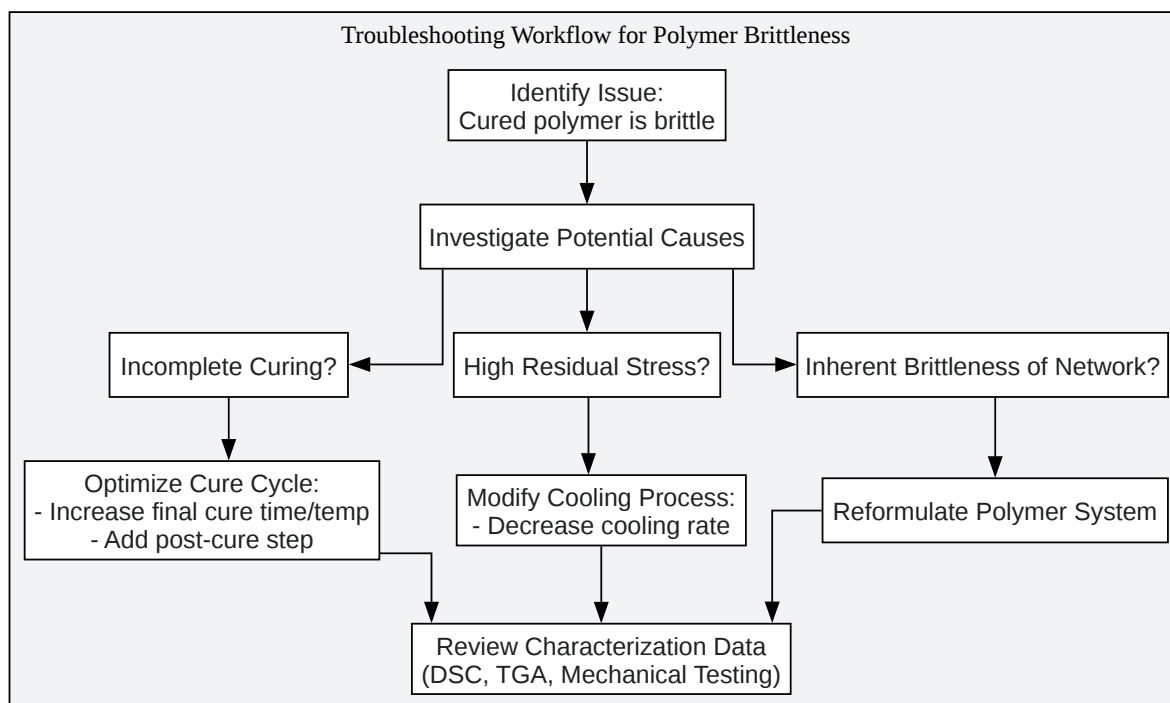 Troubleshooting Workflow for Polymer Brittleness
Identify Issue:
Cured polymer is brittle
Investigate Potential Causes
Incomplete Curing?
High Residual Stress?
Inherent Brittleness of Network?
Optimize Cure Cycle:
- Increase final cure time/temp
- Add post-cure step
Modify Cooling Process:
- Decrease cooling rate
Reformulate Polymer System
Review Characterization Data
(DSC, TGA, Mechanical Testing)